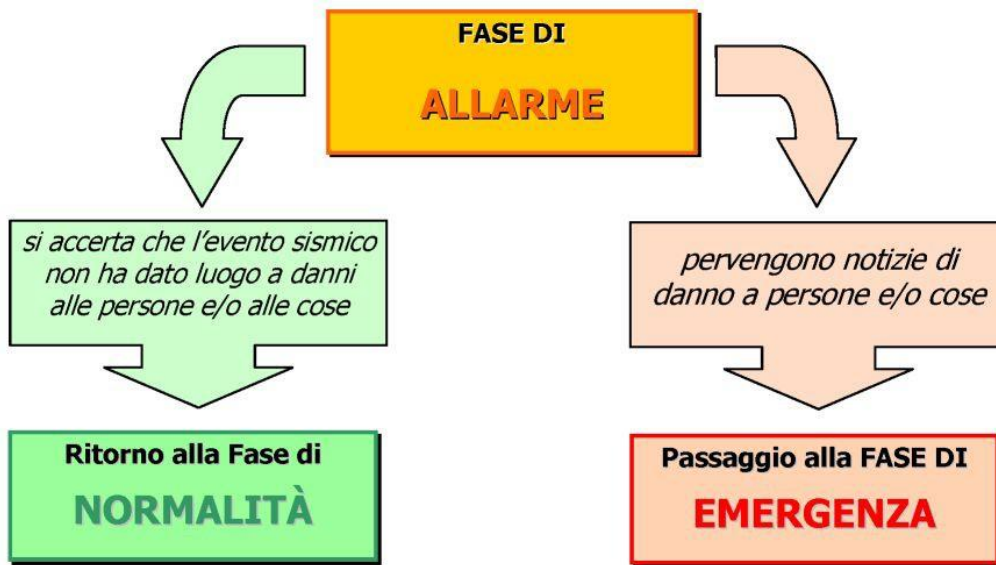 FASE DI
ALLARME
si accerta che l'evento sismico
non ha dato luogo a danni
alle persone e/o alle cose
pervengono notizie di
danno a persone e/o cose
Ritorno alla Fase di
NORMALITÀ
Passaggio alla FASE DI
EMERGENZA